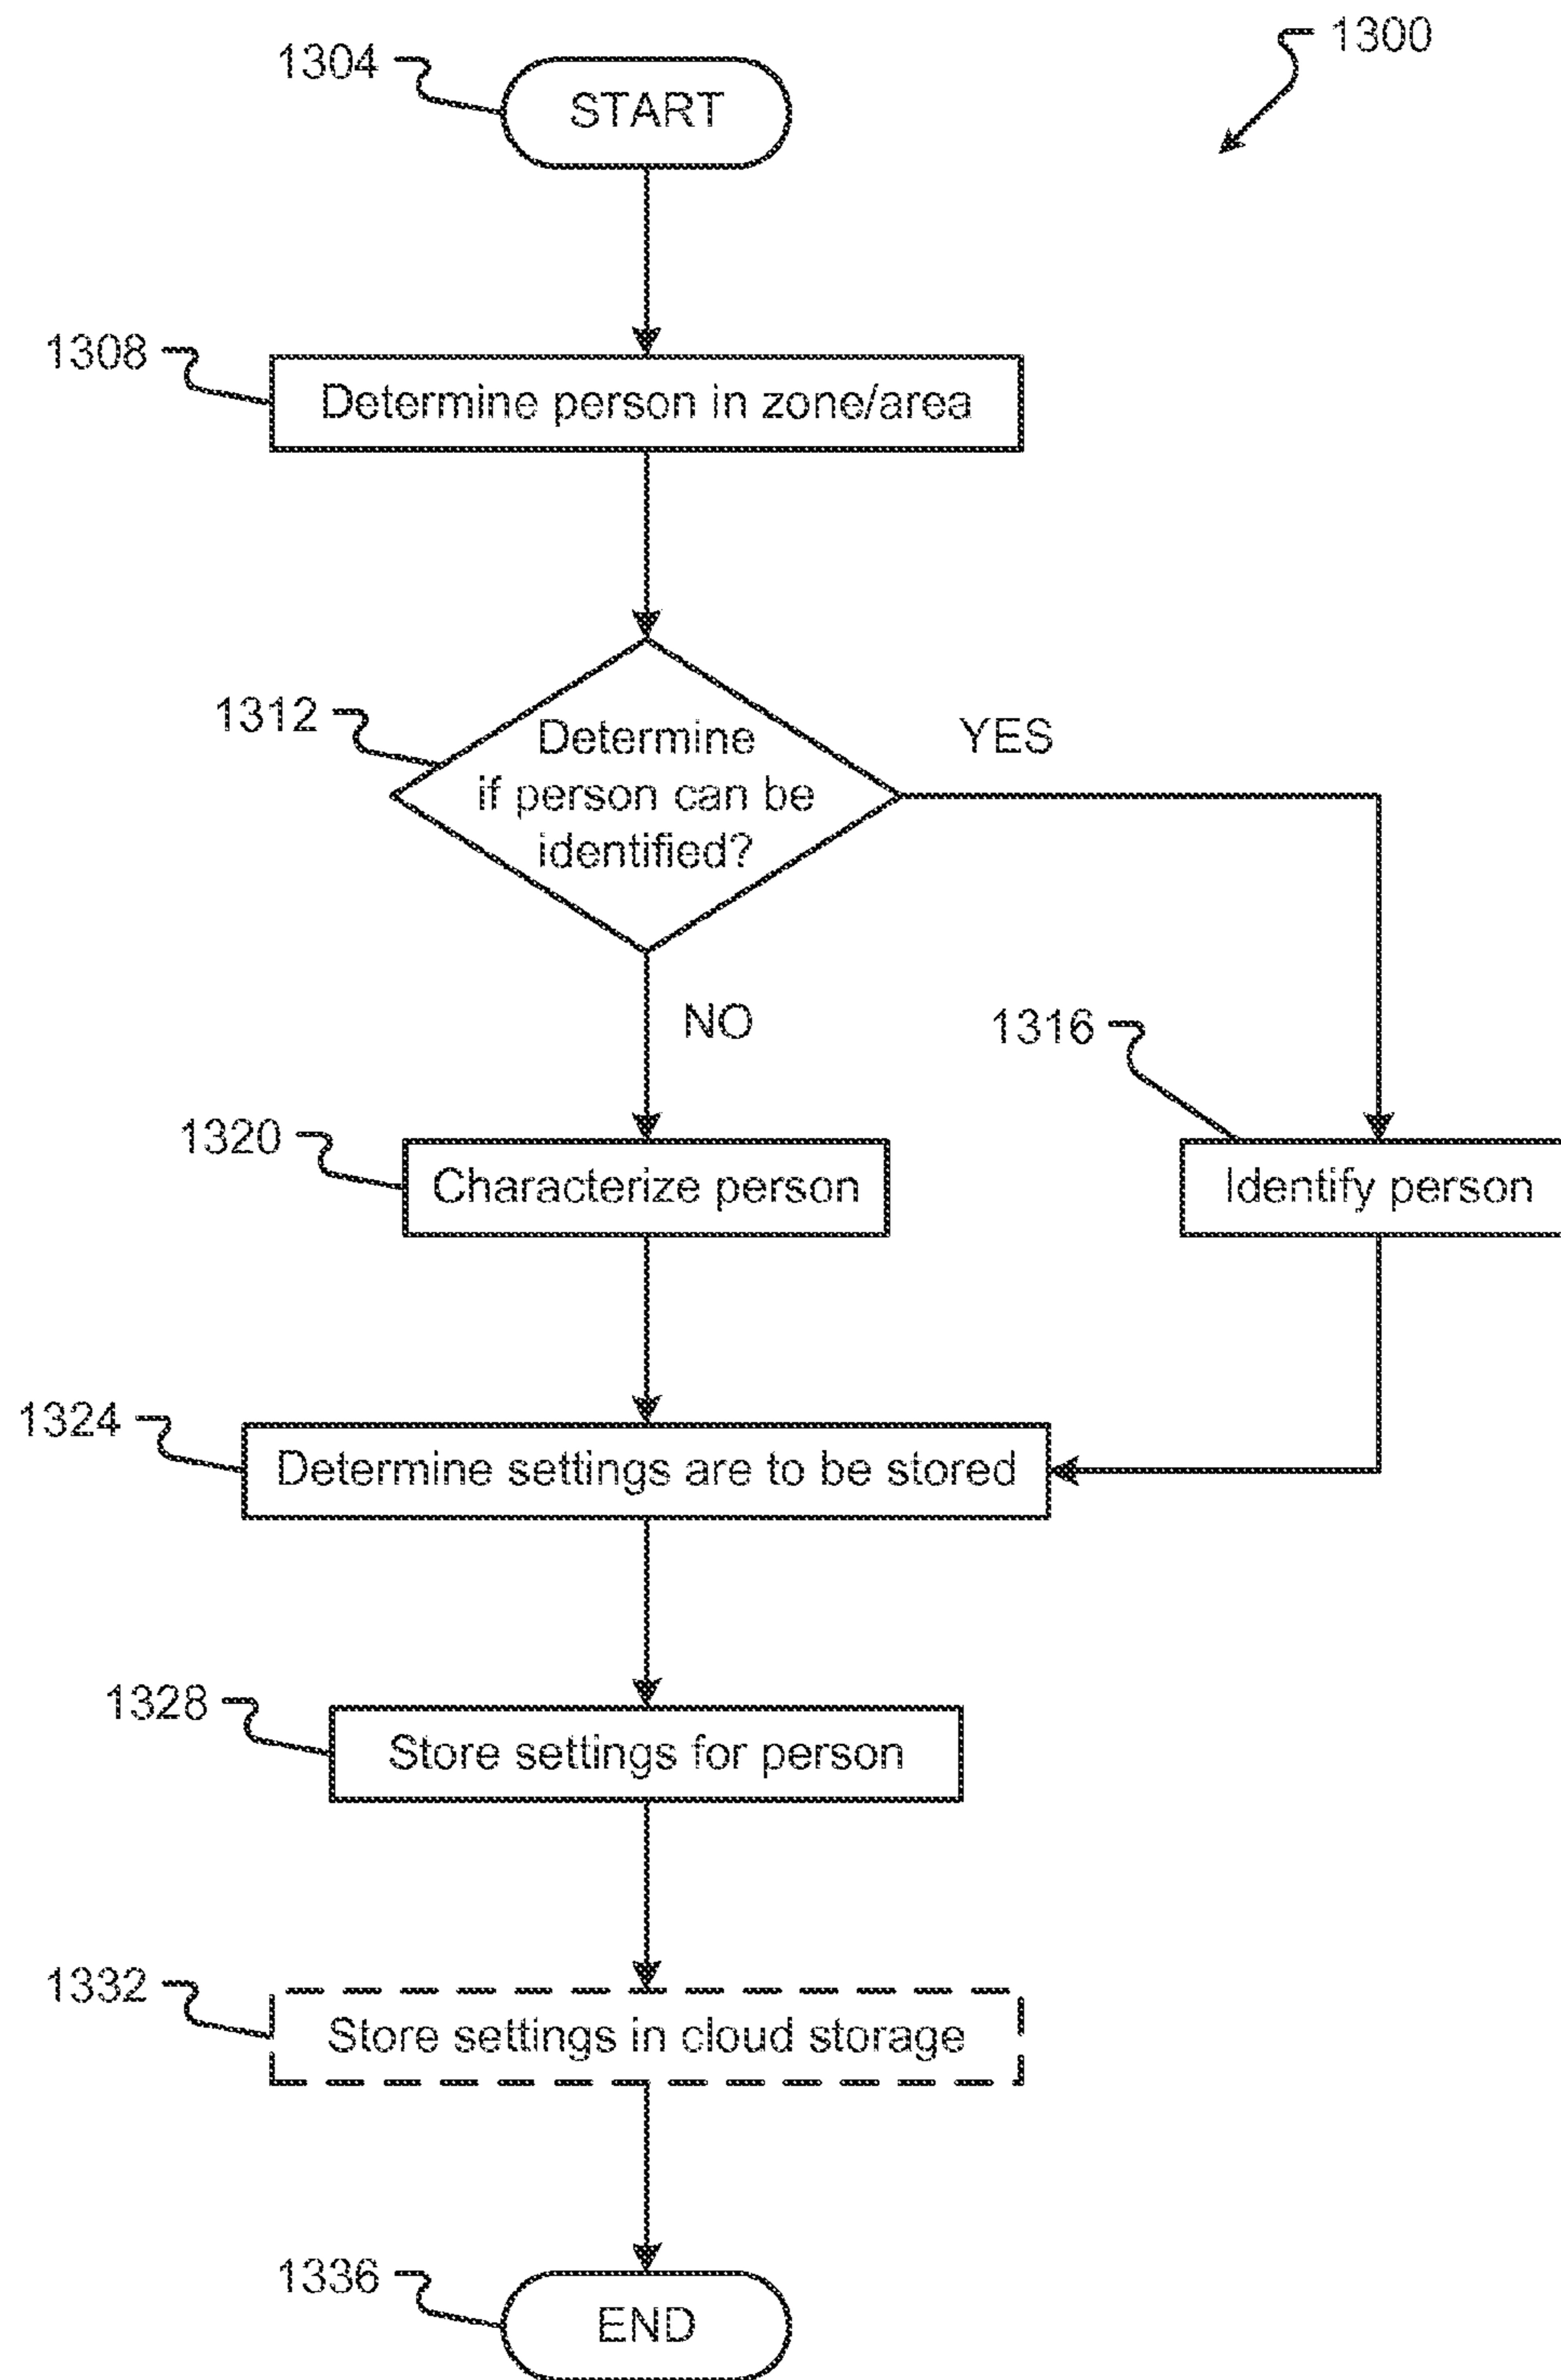 1300
1304
START
1308
Determine person in zone/area
1312
Determine
if person can be
identified?
YES
NO
1316
1320
Characterize person
Identify person
1324
Determine settings are to be stored
1328
Store settings for person
1332
Store settings in cloud storage
1336
END